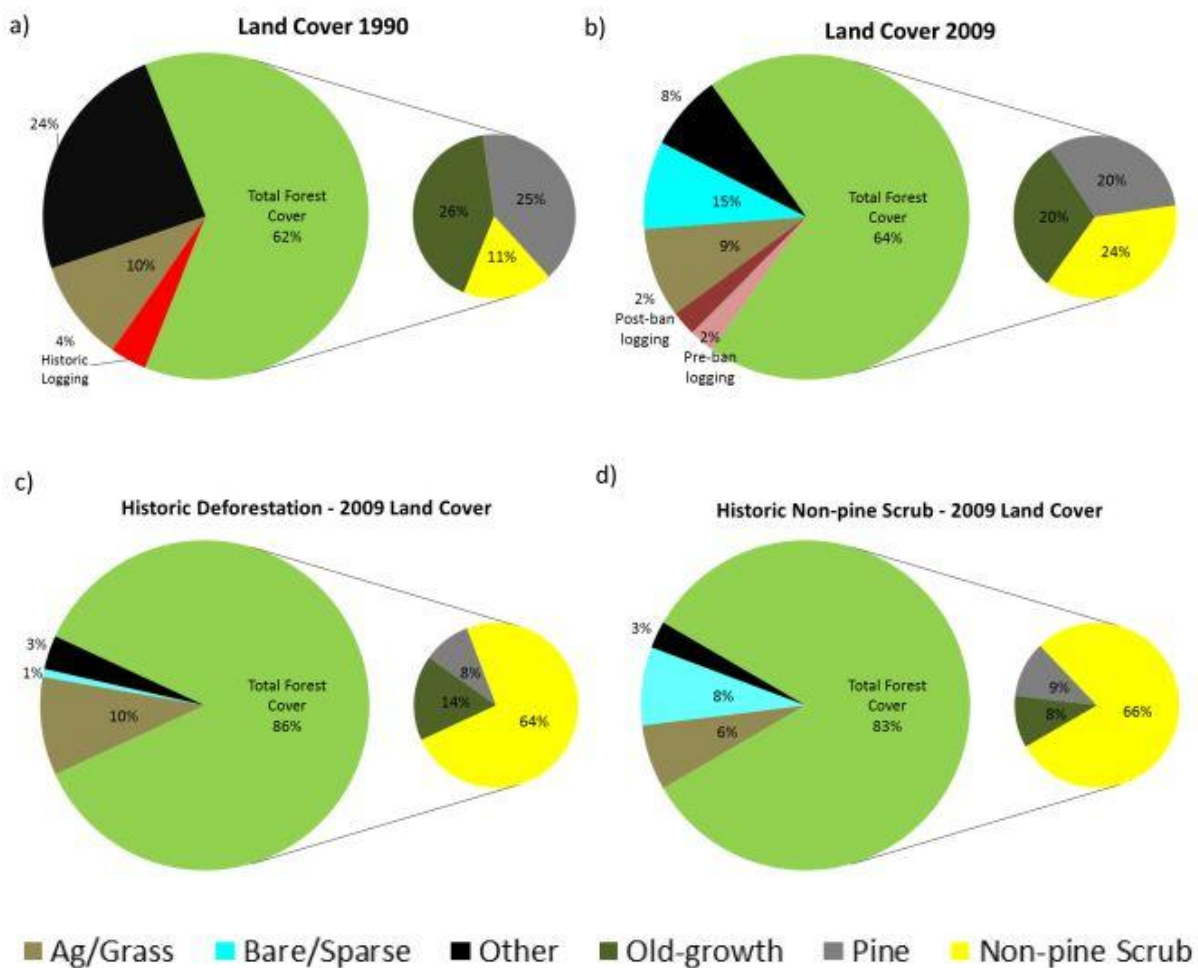 a)
Land Cover 1990
24%
Total Forest
Cover
62%
10%
4%
Historic
Logging
26%
25%
11%
b)
Land Cover 2009
8%
15%
Total Forest
Cover
64%
9%
2%
Post-ban
logging
2%
Pre-ban
logging
20%
20%
24%
c)
Historic Deforestation - 2009 Land Cover
3%
1%
10%
Total Forest
Cover
86%
8%
14%
64%
d)
Historic Non-pine Scrub - 2009 Land Cover
3%
8%
6%
Total Forest
Cover
83%
9%
8%
66%
Ag/Grass Bare/Sparse Other Old-growth Pine Non-pine Scrub